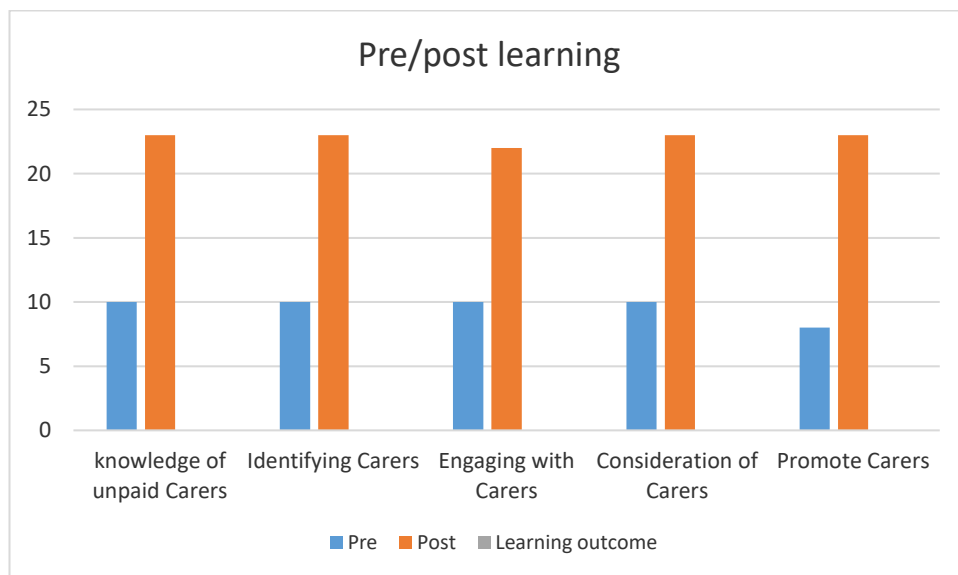 Pre/post learning
25
20
15
10
5
0
knowledge of unpaid Carers
Identifying Carers
Engaging with Carers
Consideration of Carers
Promote Carers
Pre
Post
Learning outcome